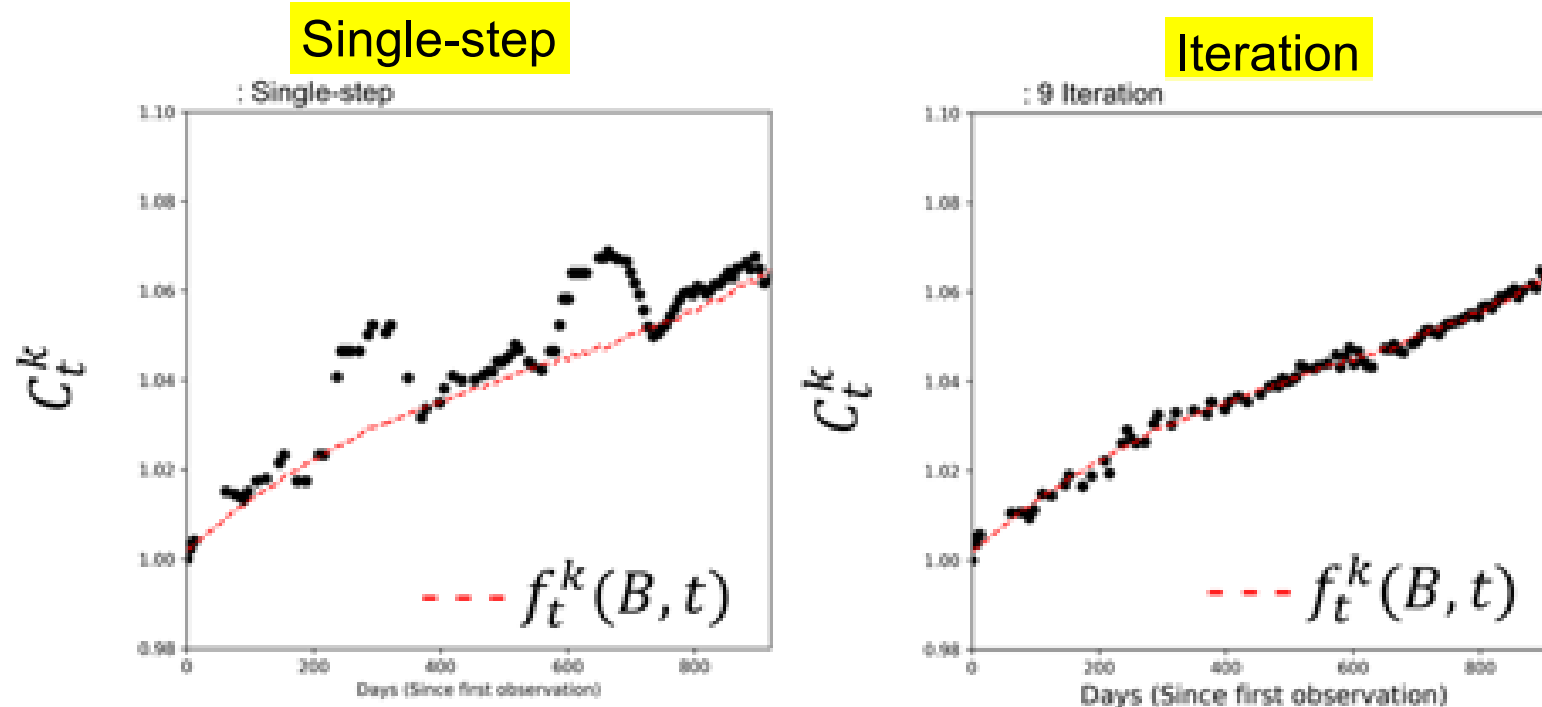 Single-step
: Single-step
1.10
1.08
1.06
1.04
1.02
1.00
0.98
C_t^k
f_t^k(B, t)
0
200
400
600
800
Days (Since first observation)
Iteration
: 9 Iteration
1.10
1.08
1.06
1.04
1.02
1.00
0.98
C_t^k
f_t^k(B, t)
0
200
400
600
800
Days (Since first observation)